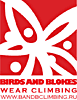 BIRDS AND BLOKES
WEAR CLIMBING
WWW.BANDBCLIMBING.RU